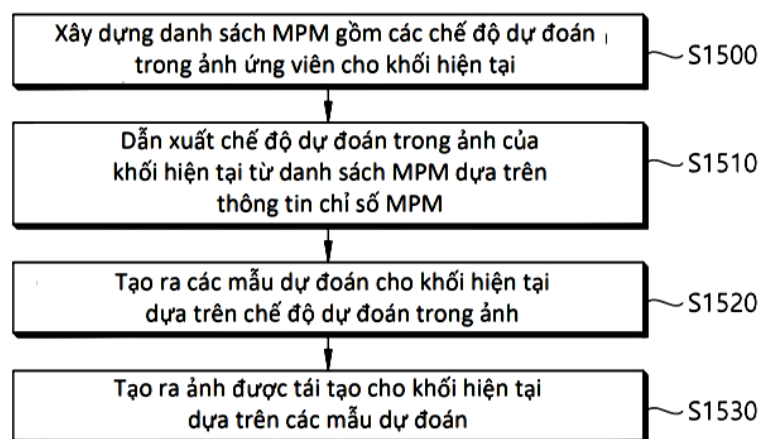 Xây dựng danh sách MPM gồm các chế độ dự đoán
trong ảnh ứng viên cho khối hiện tại
S1500
Dẫn xuất chế độ dự đoán trong ảnh của
khối hiện tại từ danh sách MPM dựa trên
thông tin chỉ số MPM
S1510
Tạo ra các mẫu dự đoán cho khối hiện tại
dựa trên chế độ dự đoán trong ảnh
S1520
Tạo ra ảnh được tái tạo cho khối hiện tại
dựa trên các mẫu dự đoán
S1530